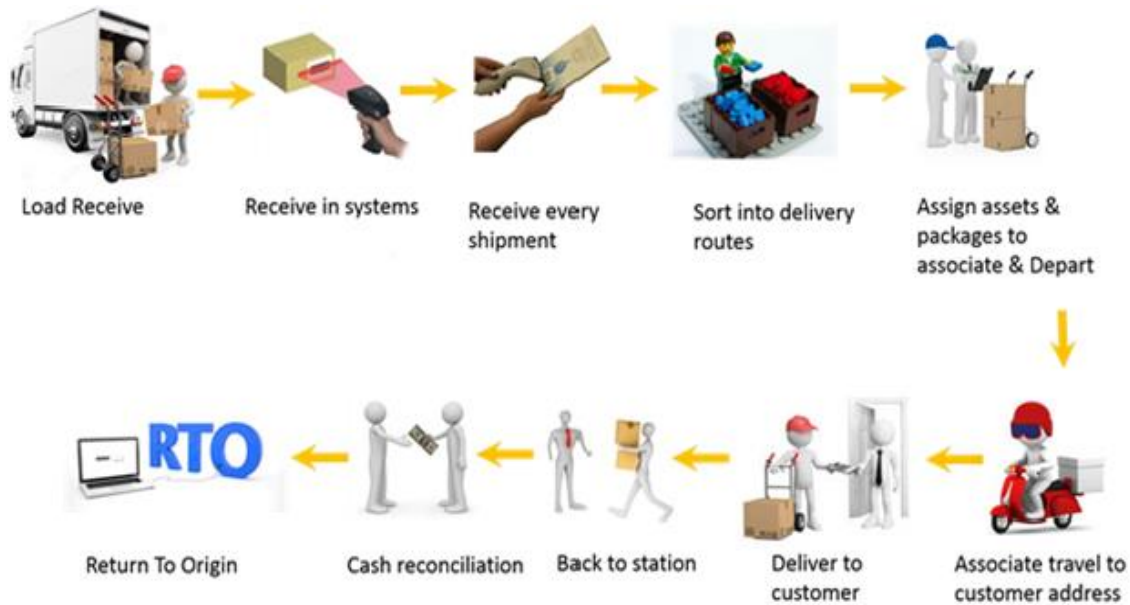 Load Receive
Receive in systems
Receive every
shipment
Sort into delivery
routes
Assign assets &
packages to
associate & Depart
RTO
Return To Origin
Cash reconciliation
Back to station
Deliver to
customer
Associate travel to
customer address